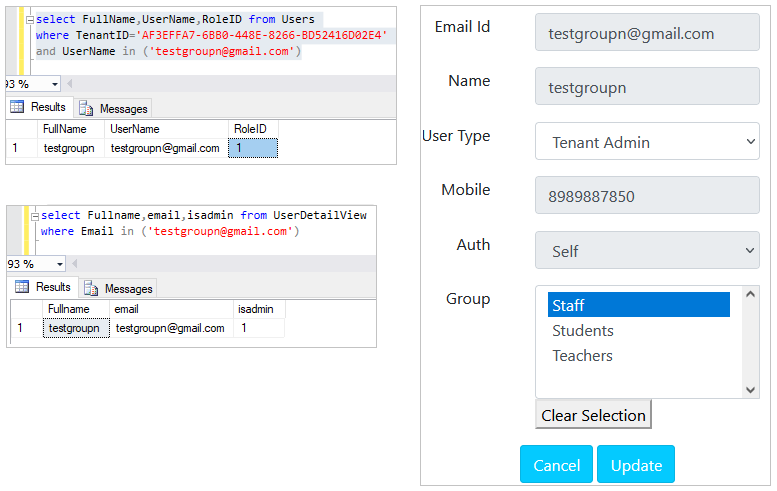 select FullName,UserName,RoleID from Users
where TenantID='AF3EFFA7-6BB0-448E-8266-BD52416D02E4'
and UserName in ('testgroupn@gmail.com')
93 %
Results Messages
FullName UserName RoleID
1 testgroupn testgroupn@gmail.com 1
select Fullname,email,isadmin from UserDetailView
where Email in ('testgroupn@gmail.com')
93 %
Results Messages
Fullname email isadmin
1 testgroupn testgroupn@gmail.com 1
Email Id testgroupn@gmail.com
Name testgroupn
User Type Tenant Admin
Mobile 8989887850
Auth Self
Group Staff
Students
Teachers
Clear Selection
Cancel Update